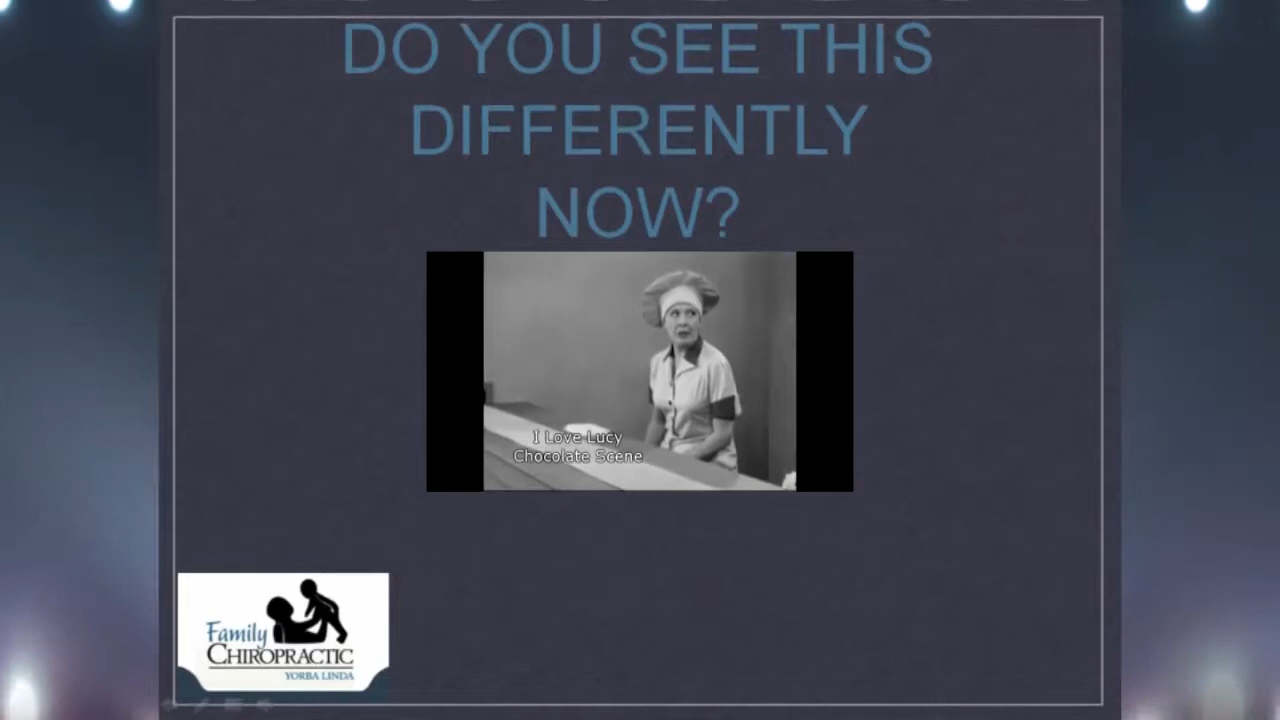 DO YOU SEE THIS
DIFFERENTLY
NOW?
I Love Lucy
Chocolate Scene
Family
CHIROPRACTIC
YORBA LINDA